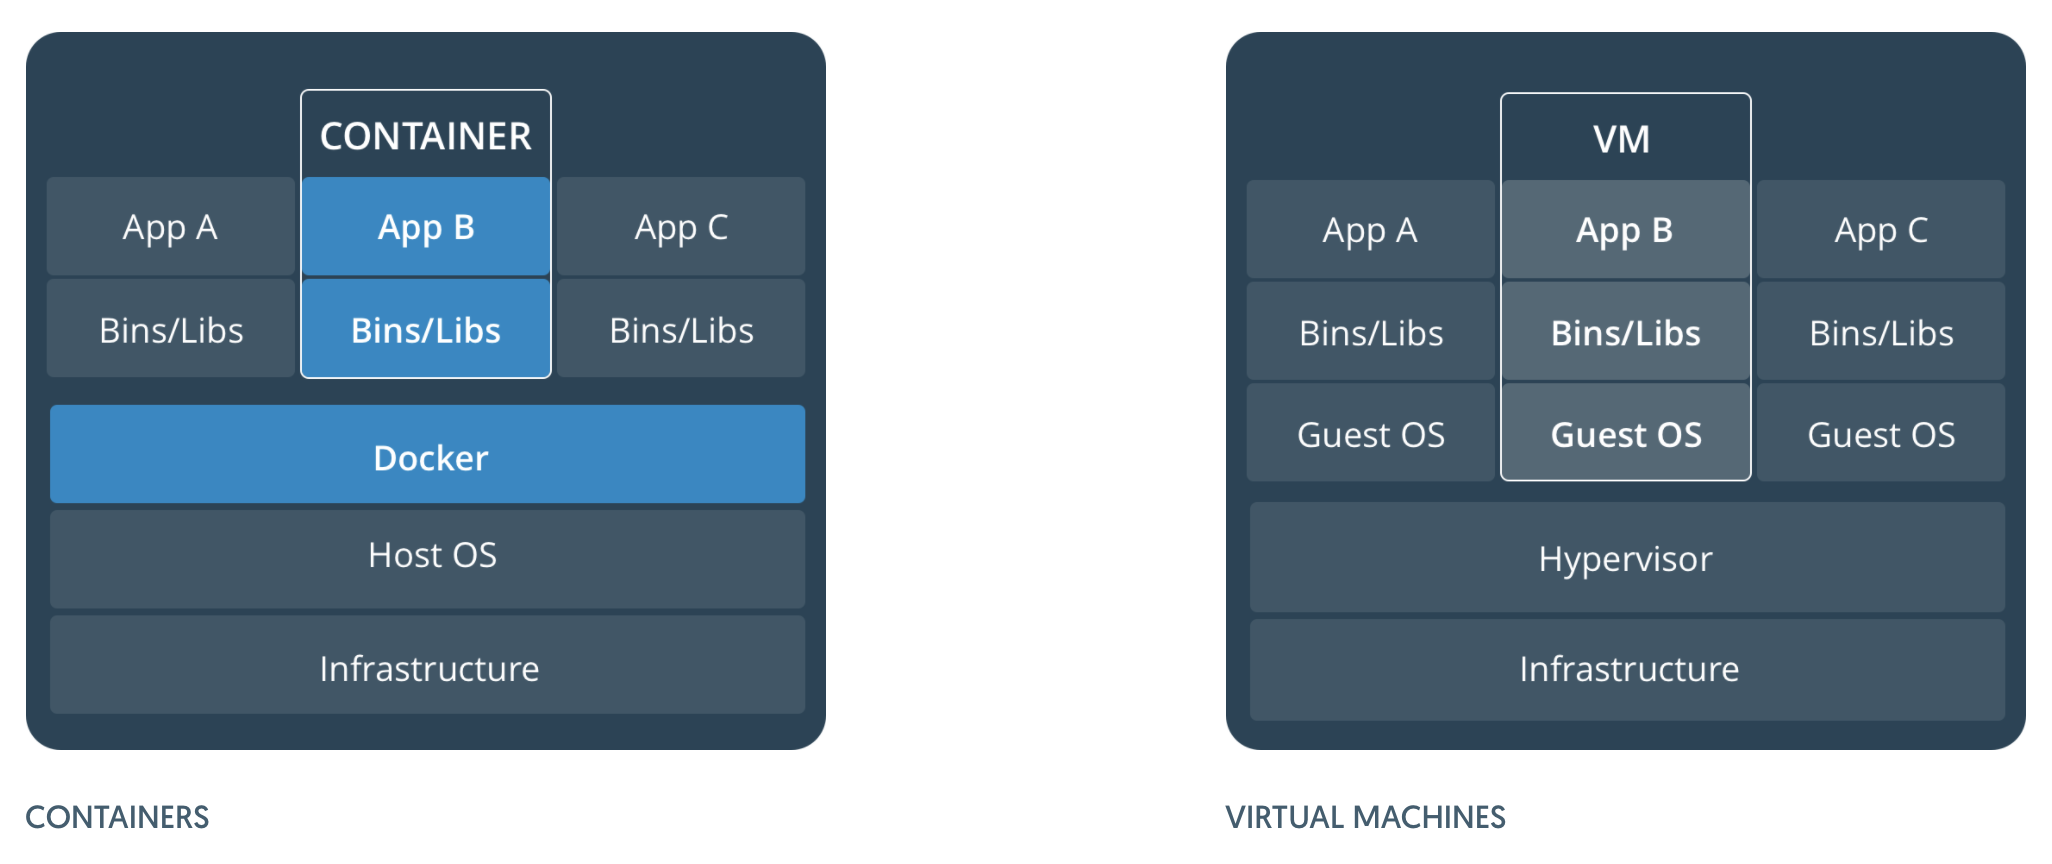 CONTAINER
App A
App B
App C
Bins/Libs
Bins/Libs
Bins/Libs
Docker
Host OS
Infrastructure
CONTAINERS
VM
App A
App B
App C
Bins/Libs
Bins/Libs
Bins/Libs
Guest OS
Guest OS
Guest OS
Hypervisor
Infrastructure
VIRTUAL MACHINES